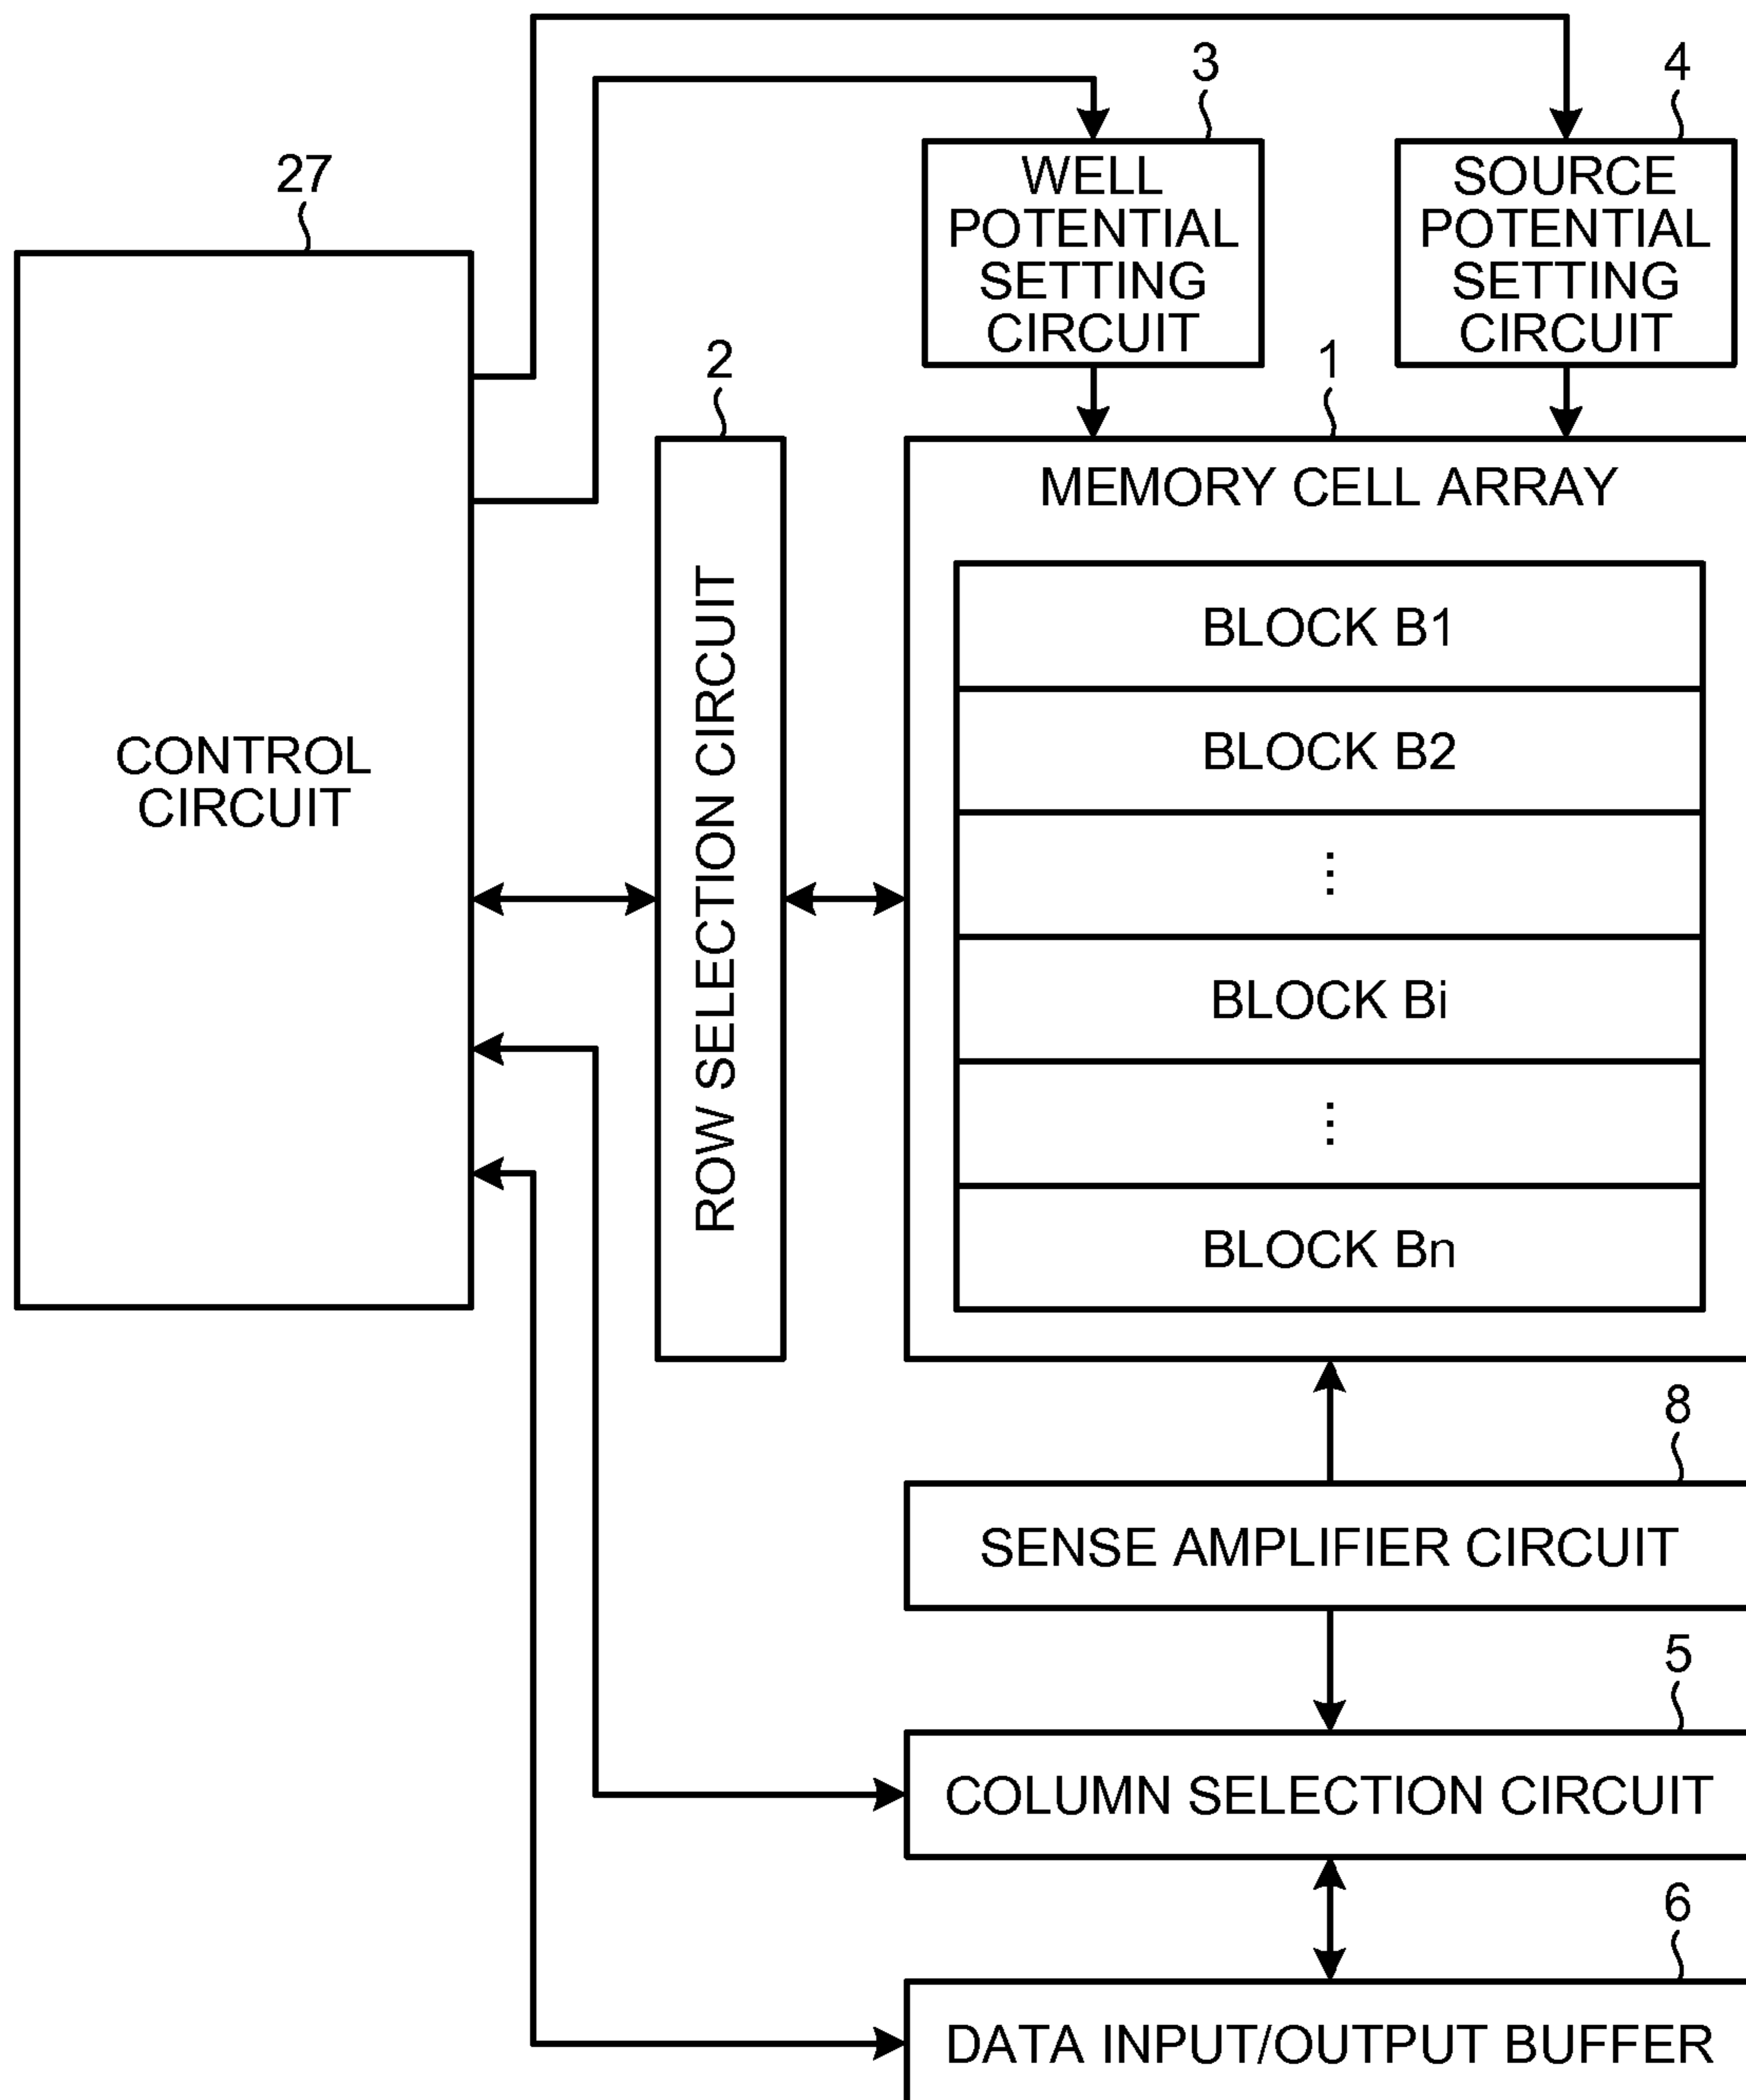 3
4
27
WELL
POTENTIAL
SETTING
CIRCUIT
SOURCE
POTENTIAL
SETTING
CIRCUIT
2
1
CONTROL
CIRCUIT
ROW SELECTION CIRCUIT
MEMORY CELL ARRAY
BLOCK B1
BLOCK B2
⋮
BLOCK Bi
⋮
BLOCK Bn
8
SENSE AMPLIFIER CIRCUIT
5
COLUMN SELECTION CIRCUIT
6
DATA INPUT/OUTPUT BUFFER